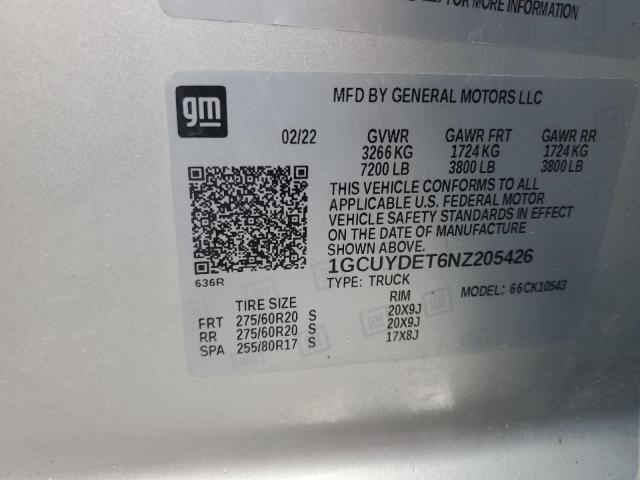 FOR MORE INFORMATION
gm
MFD BY GENERAL MOTORS LLC
02/22 GVWR GAWR FRT GAWR RR
3266 KG 1724 KG 1724 KG
7200 LB 3800 LB 3800 LB
THIS VEHICLE CONFORMS TO ALL
APPLICABLE U.S. FEDERAL MOTOR
VEHICLE SAFETY STANDARDS IN EFFECT
ON THE DATE OF MANUFACTURE
SHOWN ABOVE.
636R
1GCUYDET6NZ205426
TYPE: TRUCK MODEL: 66CK10543
TIRE SIZE RIM
FRT 275/60R20 S 20X9J
RR 275/60R20 S 20X9J
SPA 255/80R17 S 17X8J